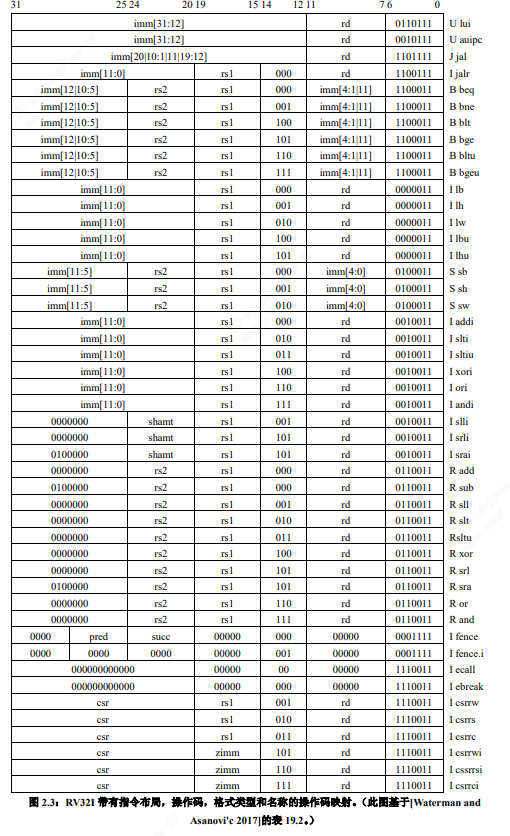 31 25 24 20 19 15 14 12 11 7 6 0
imm[31:12] rd 0110111 U lui
imm[31:12] rd 0010111 U auipc
imm[20|10:1|11|19:12] rd 1101111 J jal
imm[11:0] rs1 000 rd 1100111 I jalr
imm[12|10:5] rs2 rs1 000 imm[4:1|11] 1100011 B beq
imm[12|10:5] rs2 rs1 001 imm[4:1|11] 1100011 B bne
imm[12|10:5] rs2 rs1 100 imm[4:1|11] 1100011 B blt
imm[12|10:5] rs2 rs1 101 imm[4:1|11] 1100011 B bge
imm[12|10:5] rs2 rs1 110 imm[4:1|11] 1100011 B bltu
imm[12|10:5] rs2 rs1 111 imm[4:1|11] 1100011 B bgeu
imm[11:0] rs1 000 rd 0000011 I lb
imm[11:0] rs1 001 rd 0000011 I lh
imm[11:0] rs1 010 rd 0000011 I lw
imm[11:0] rs1 100 rd 0000011 I lbu
imm[11:0] rs1 101 rd 0000011 I lhu
imm[11:5] rs2 rs1 000 imm[4:0] 0100011 S sb
imm[11:5] rs2 rs1 001 imm[4:0] 0100011 S sh
imm[11:5] rs2 rs1 010 imm[4:0] 0100011 S sw
imm[11:0] rs1 000 rd 0010011 I addi
imm[11:0] rs1 010 rd 0010011 I slti
imm[11:0] rs1 011 rd 0010011 I sltiu
imm[11:0] rs1 100 rd 0010011 I xori
imm[11:0] rs1 110 rd 0010011 I ori
imm[11:0] rs1 111 rd 0010011 I andi
0000000 shamt rs1 001 rd 0010011 I slli
0000000 shamt rs1 101 rd 0010011 I srli
0100000 shamt rs1 101 rd 0010011 I srai
0000000 rs2 rs1 000 rd 0110011 R add
0100000 rs2 rs1 000 rd 0110011 R sub
0000000 rs2 rs1 001 rd 0110011 R sll
0000000 rs2 rs1 010 rd 0110011 R slt
0000000 rs2 rs1 011 rd 0110011 Rsltu
0000000 rs2 rs1 100 rd 0110011 R xor
0000000 rs2 rs1 101 rd 0110011 R srl
0100000 rs2 rs1 101 rd 0110011 R sra
0000000 rs2 rs1 110 rd 0110011 R or
0000000 rs2 rs1 111 rd 0110011 R and
0000 pred succ 00000 000 00000 0001111 I fence
0000 0000 0000 00000 001 00000 0001111 I fence.i
000000000000 00000 00 00000 1110011 I ecall
000000000000 00000 000 00000 1110011 I ebreak
csr rs1 001 rd 1110011 I csrrw
csr rs1 010 rd 1110011 I csrrs
csr rs1 011 rd 1110011 I csrrc
csr zimm 101 rd 1110011 I csrrwi
csr zimm 110 rd 1110011 I cssrrsi
csr zimm 111 rd 1110011 I csrrci
图 2.3：RV32I 带有指令布局，操作码，格式类型和名称的操作码映射。（此图基于[Waterman and
Asanovi'c 2017]的表 19.2。）